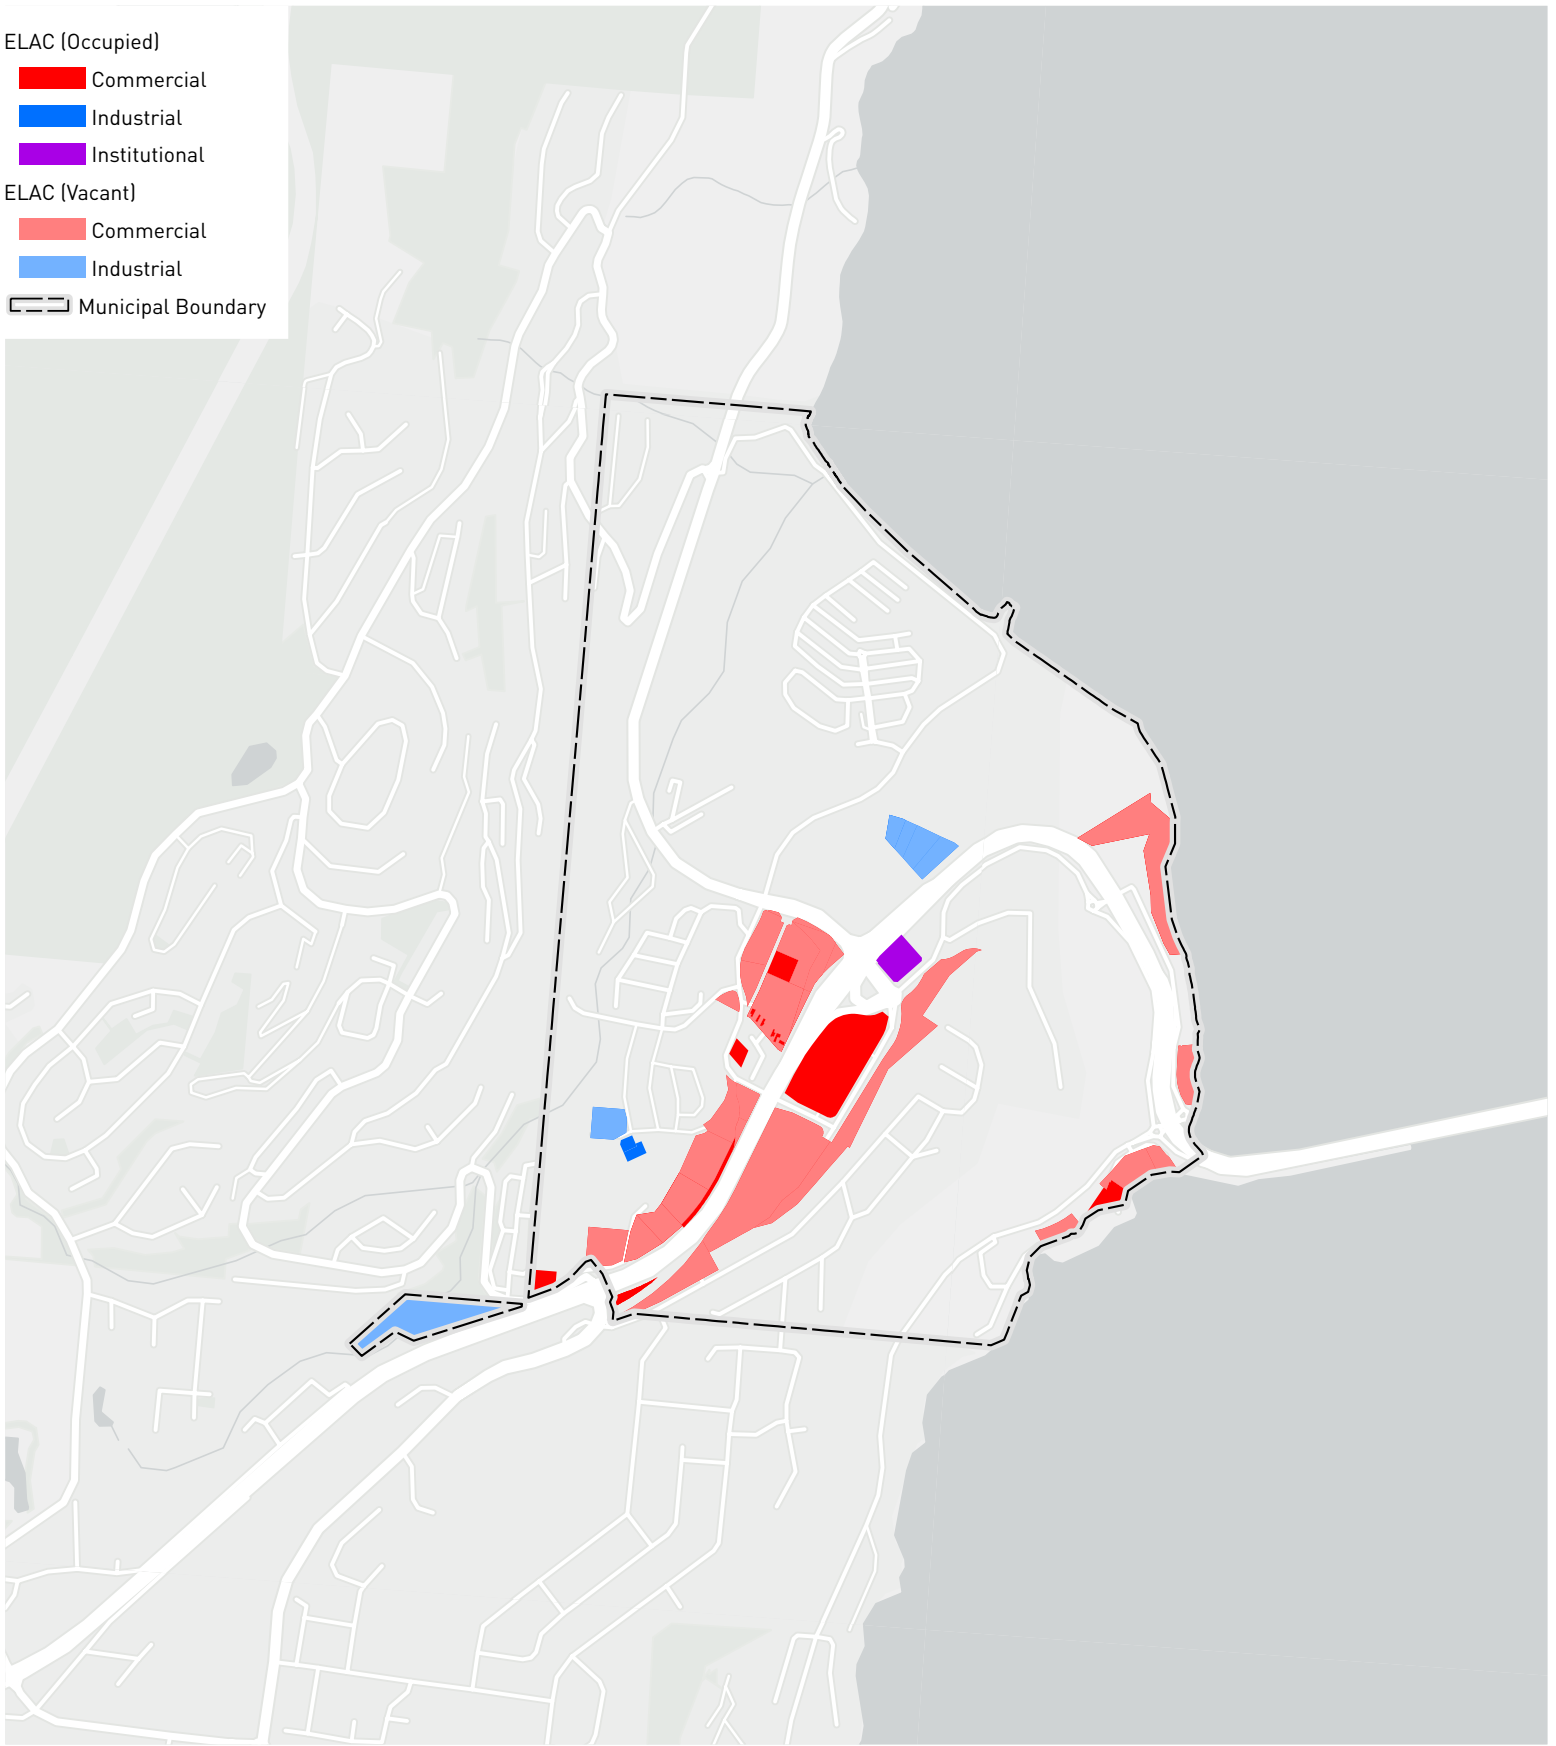 ELAC (Occupied)
Commercial
Industrial
Institutional
ELAC (Vacant)
Commercial
Industrial
Municipal Boundary